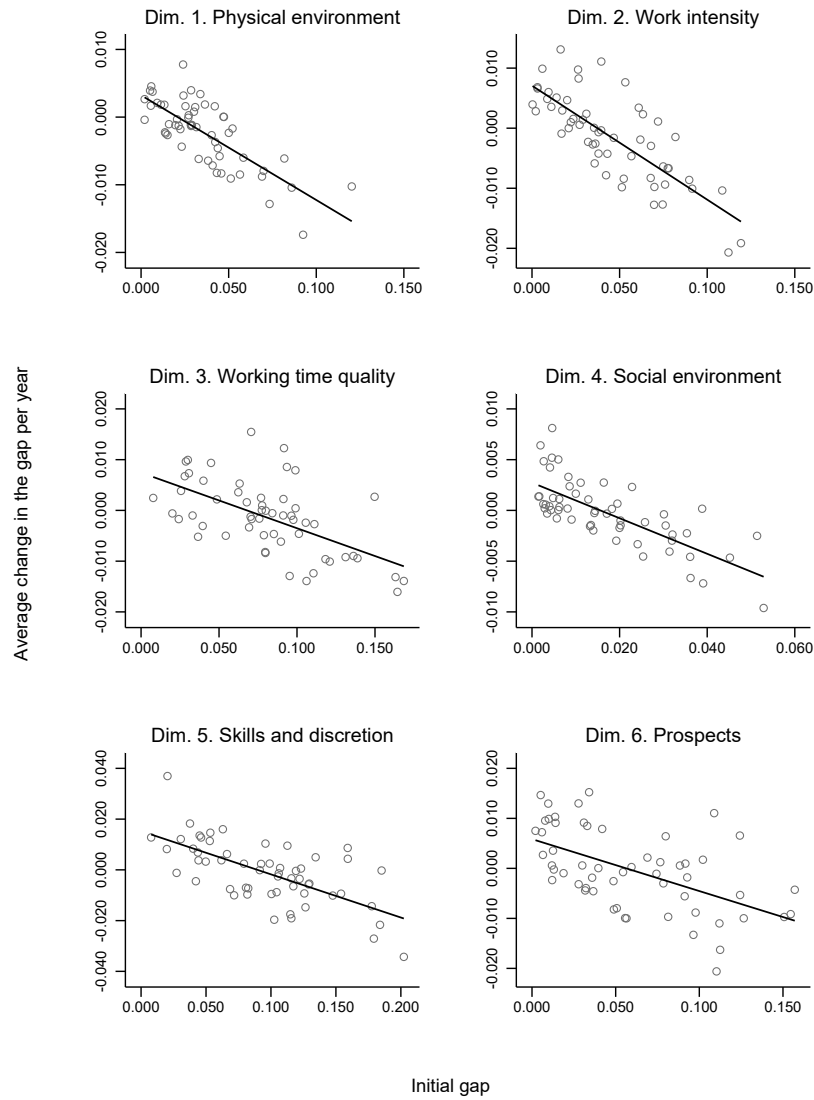 Dim. 1. Physical environment
0.010
0.000
-0.010
-0.020
0.000 0.050 0.100 0.150
Dim. 2. Work intensity
0.010
0.000
-0.010
-0.020
0.000 0.050 0.100 0.150
Average change in the gap per year
Dim. 3. Working time quality
0.020
0.010
0.000
-0.010
-0.020
0.000 0.050 0.100 0.150
Dim. 4. Social environment
0.010
0.005
0.000
-0.005
-0.010
0.000 0.020 0.040 0.060
Dim. 5. Skills and discretion
0.040
0.020
0.000
-0.020
-0.040
0.000 0.050 0.100 0.150 0.200
Dim. 6. Prospects
0.020
0.010
0.000
-0.010
-0.020
0.000 0.050 0.100 0.150
Initial gap